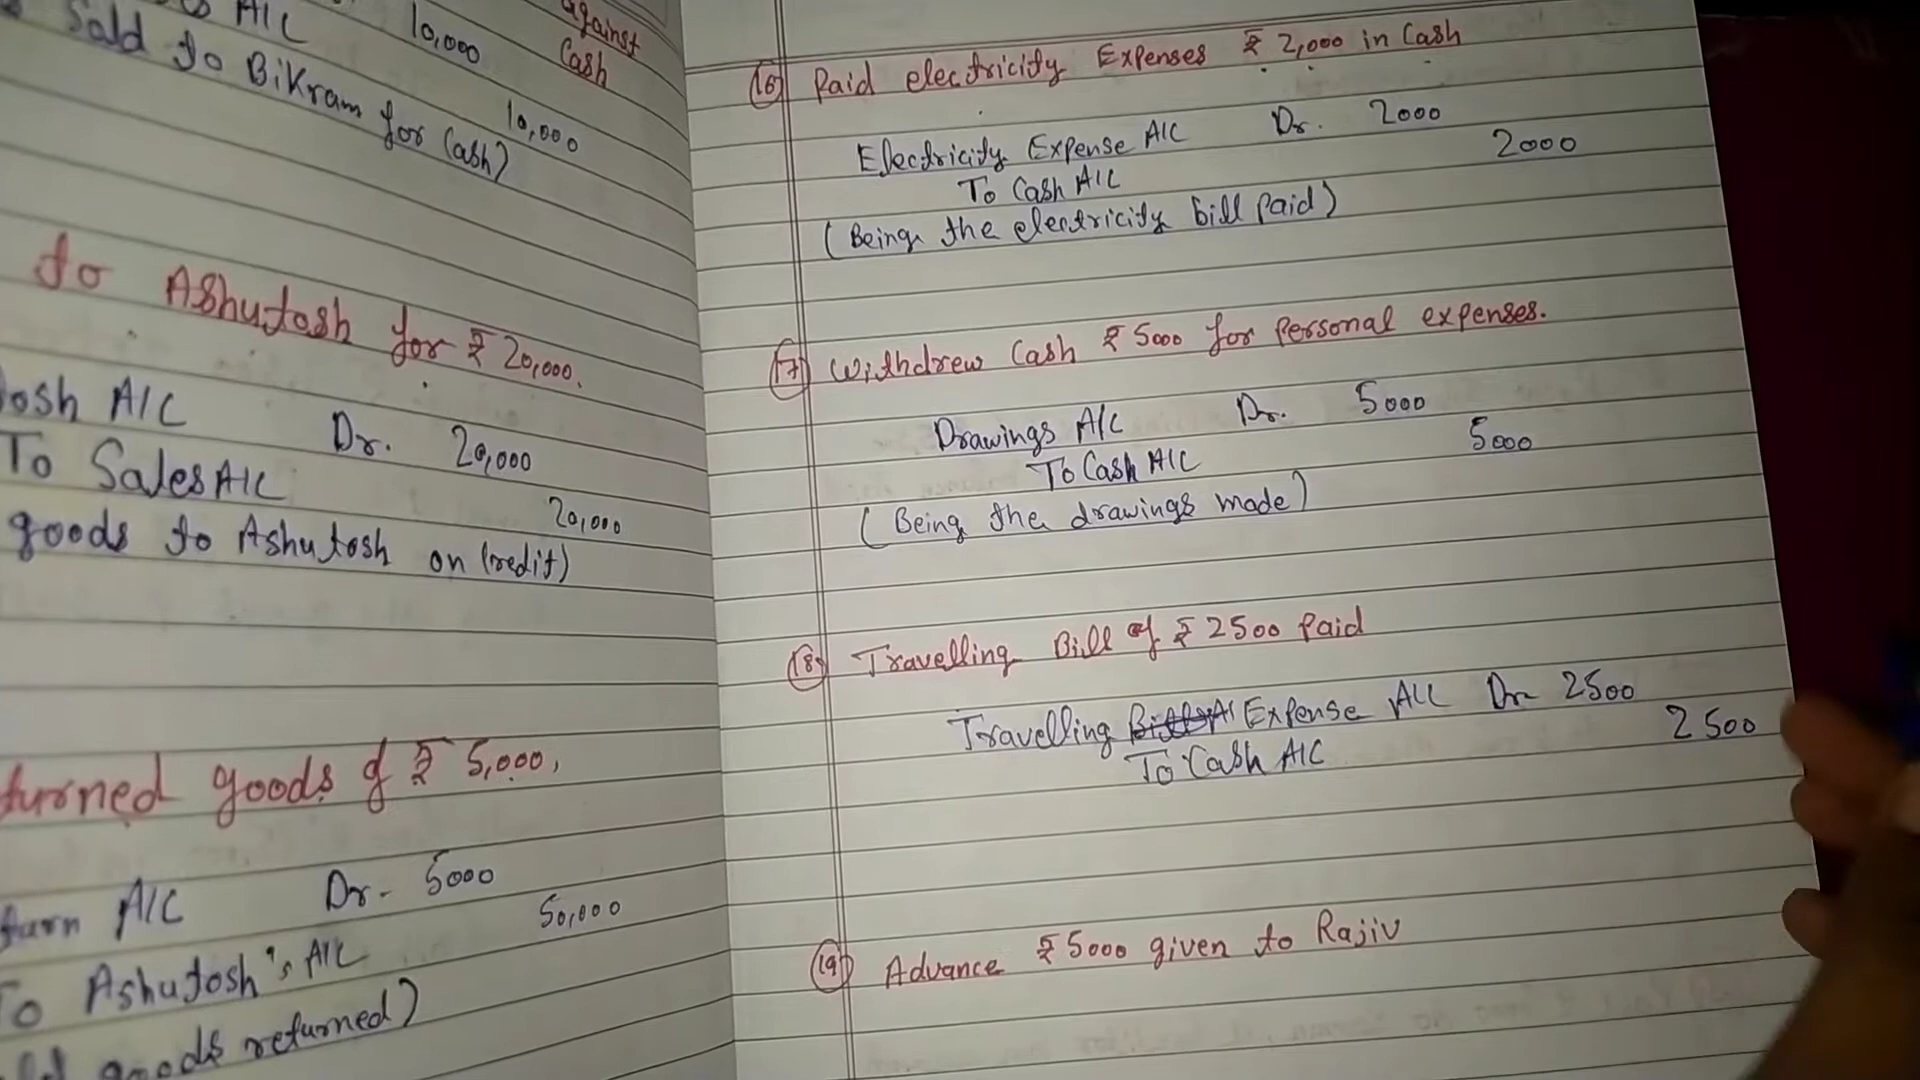 A/C 10,000 against
Cash
10,000
Sold to Bikram for Cash)
to Ashutosh for ₹ 20,000.
osh A/C Dr. 20,000
To Sales A/C
20,000
goods to Ashutosh on Credit)
turned goods of ₹ 5,000,
turn A/C Dr- 5000
50,000
To Ashutosh's A/C
goods returned)
(16) Paid electricity Expenses ₹ 2,000 in Cash
Electricity Expense A/C Dr. 2000
To Cash A/C 2000
(Being the electricity bill paid)
(17) Withdrew Cash ₹ 5000 for Personal expenses.
Drawings A/C Dr. 5000
To Cash A/C 5000
(Being the drawings made)
(18) Travelling Bill of ₹ 2500 Paid
Travelling Expense A/C Dr 2500
To Cash A/C 2500
(19) Advance ₹ 5000 given to Rajiv